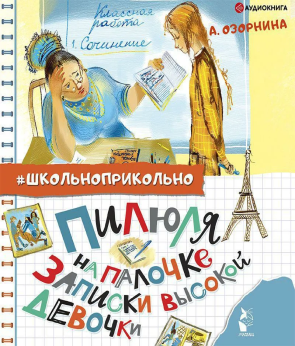 АУДИОКНИГА
А. ОЗОРНИНА
Классная
работа
1. Сочинение
#ШКОЛЬНОПРИКОЛЬНО
ПИЛЮЛЯ
НА ПАЛОЧКЕ
ЗАПИСКИ ВЫСОКОЙ
ДЕВОЧКИ